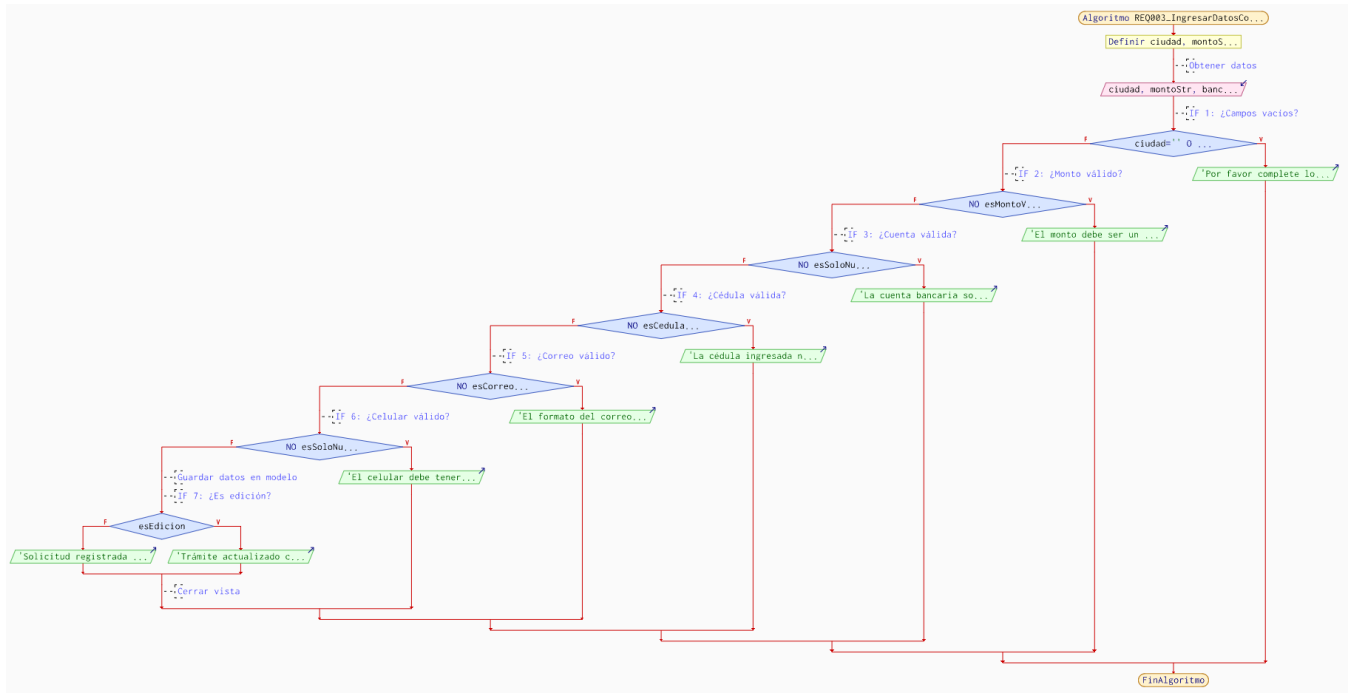 Algoritmo REQ003_IngresarDatosCo...
Definir ciudad, montoS...
Obtener datos
ciudad, montoStr, banc...
IF 1: ¿Campos vacíos?
F
ciudad='' O ...
V
IF 2: ¿Monto válido?
'Por favor complete lo...
F
NO esMontoV...
V
IF 3: ¿Cuenta válida?
'El monto debe ser un ...
F
NO esSoloNu...
V
IF 4: ¿Cédula válida?
'La cuenta bancaria so...
F
NO esCedula...
V
IF 5: ¿Correo válido?
'La cédula ingresada n...
F
NO esCorreo...
V
IF 6: ¿Celular válido?
'El formato del correo...
F
NO esSoloNu...
V
Guardar datos en modelo
'El celular debe tener...
IF 7: ¿Es edición?
F
esEdicion
V
'Solicitud registrada ...
'Trámite actualizado c...
Cerrar vista
FinAlgoritmo